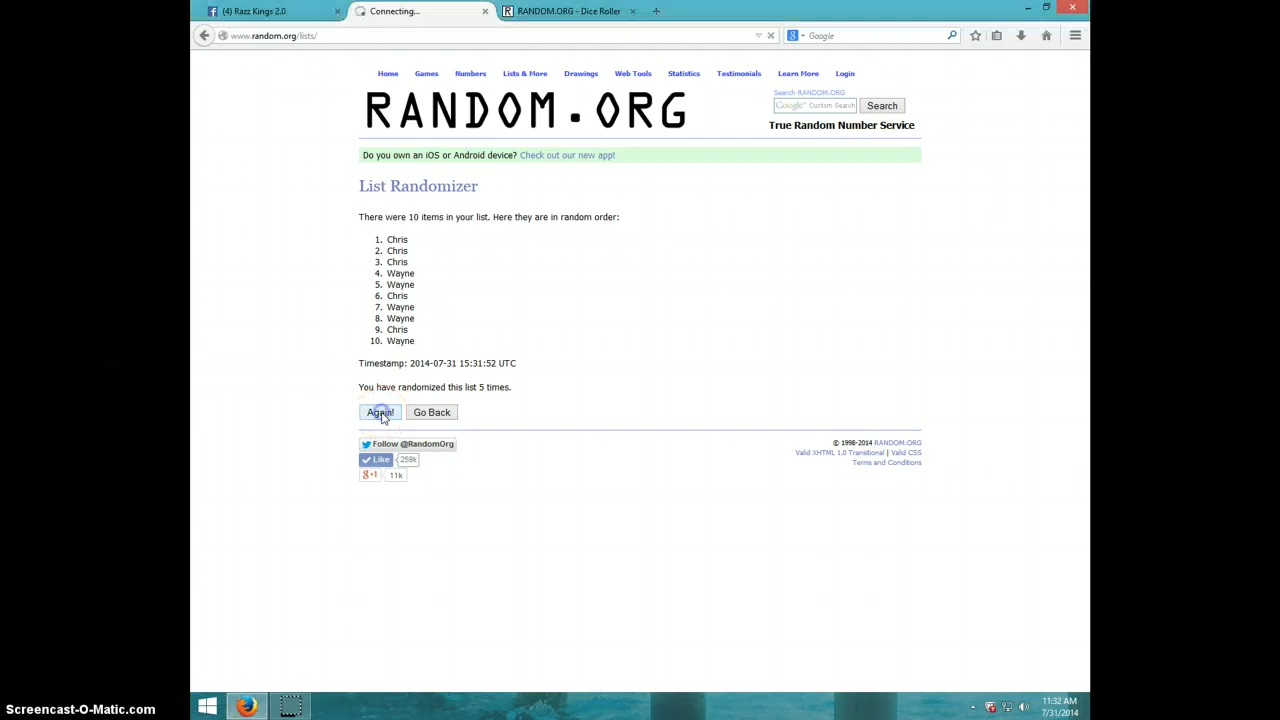 (4) Razz Kings 2.0
Connecting...
RANDOM.ORG - Dice Roller
www.random.org/lists/
Google
Home Games Numbers Lists & More Drawings Web Tools Statistics Testimonials Learn More Login
RANDOM.ORG
Search RANDOM.ORG
Google™ Custom Search Search
True Random Number Service
Do you own an iOS or Android device? Check out our new app!
List Randomizer
There were 10 items in your list. Here they are in random order:
1. Chris
2. Chris
3. Chris
4. Wayne
5. Wayne
6. Chris
7. Wayne
8. Wayne
9. Chris
10. Wayne
Timestamp: 2014-07-31 15:31:52 UTC
You have randomized this list 5 times.
Again! Go Back
Follow @RandomOrg
Like 259k
g+1 11k
© 1998-2014 RANDOM.ORG
Valid XHTML 1.0 Transitional | Valid CSS
Terms and Conditions
11:32 AM
7/31/2014
Screencast-O-Matic.com